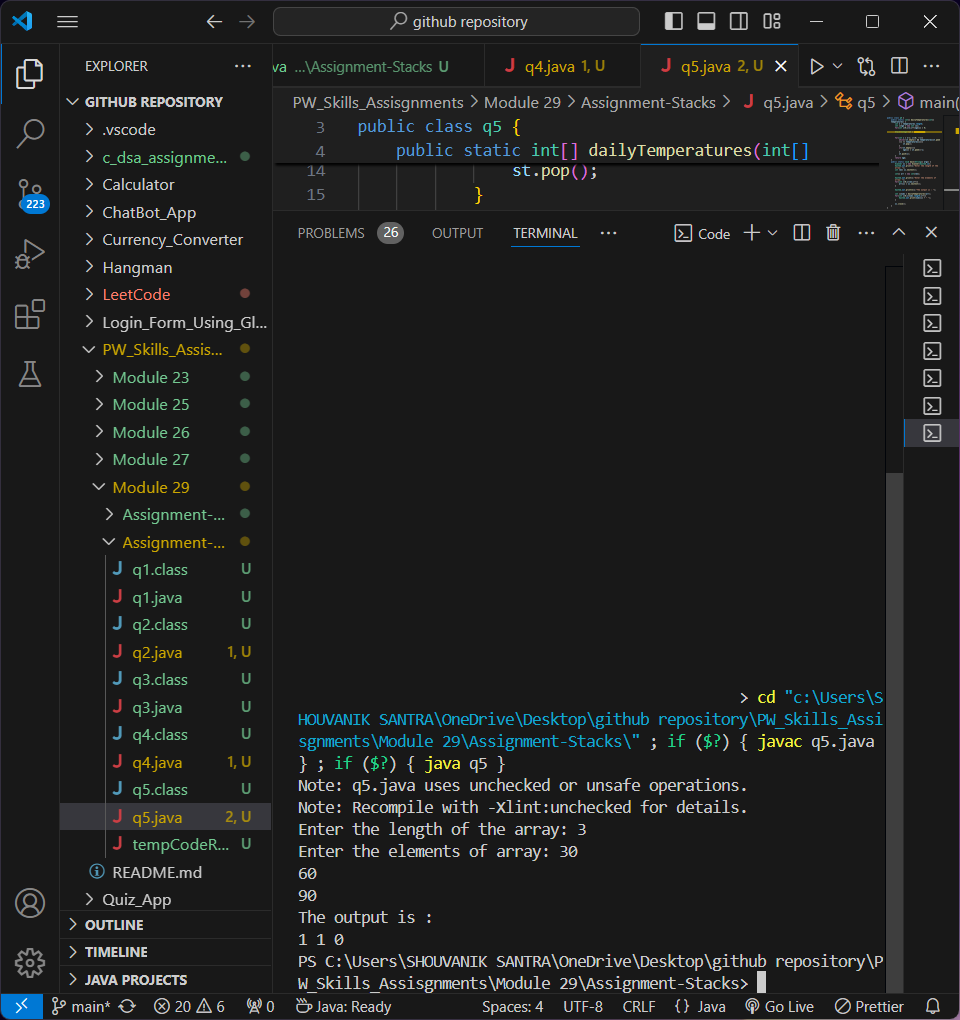 github repository
EXPLORER
GITHUB REPOSITORY
.vscode
c_dsa_assignme...
Calculator
ChatBot_App
Currency_Converter
Hangman
LeetCode
Login_Form_Using_Gl...
PW_Skills_Assis...
Module 23
Module 25
Module 26
Module 27
Module 29
Assignment-...
Assignment-...
J q1.class U
J q1.java U
J q2.class U
J q2.java 1, U
J q3.class U
J q3.java U
J q4.class U
J q4.java 1, U
J q5.class U
J q5.java 2, U
J tempCodeR... U
README.md
Quiz_App
OUTLINE
TIMELINE
JAVA PROJECTS
223
va ...\Assignment-Stacks U
J q4.java 1, U
J q5.java 2, U
PW_Skills_Assisgnments > Module 29 > Assignment-Stacks > J q5.java > q5 > main(
3 public class q5 {
4 public static int[] dailyTemperatures(int[]
14 st.pop();
15 }
PROBLEMS 26 OUTPUT TERMINAL ... Code
> cd "c:\Users\S
HOUVANIK SANTRA\OneDrive\Desktop\github repository\PW_Skills_Assi
sgnments\Module 29\Assignment-Stacks\" ; if ($?) { javac q5.java
} ; if ($?) { java q5 }
Note: q5.java uses unchecked or unsafe operations.
Note: Recompile with -Xlint:unchecked for details.
Enter the length of the array: 3
Enter the elements of array: 30
60
90
The output is :
1 1 0
PS C:\Users\SHOUVANIK SANTRA\OneDrive\Desktop\github repository\P
W_Skills_Assisgnments\Module 29\Assignment-Stacks>
main* 20 6 0 Java: Ready Spaces: 4 UTF-8 CRLF {} Java Go Live Prettier